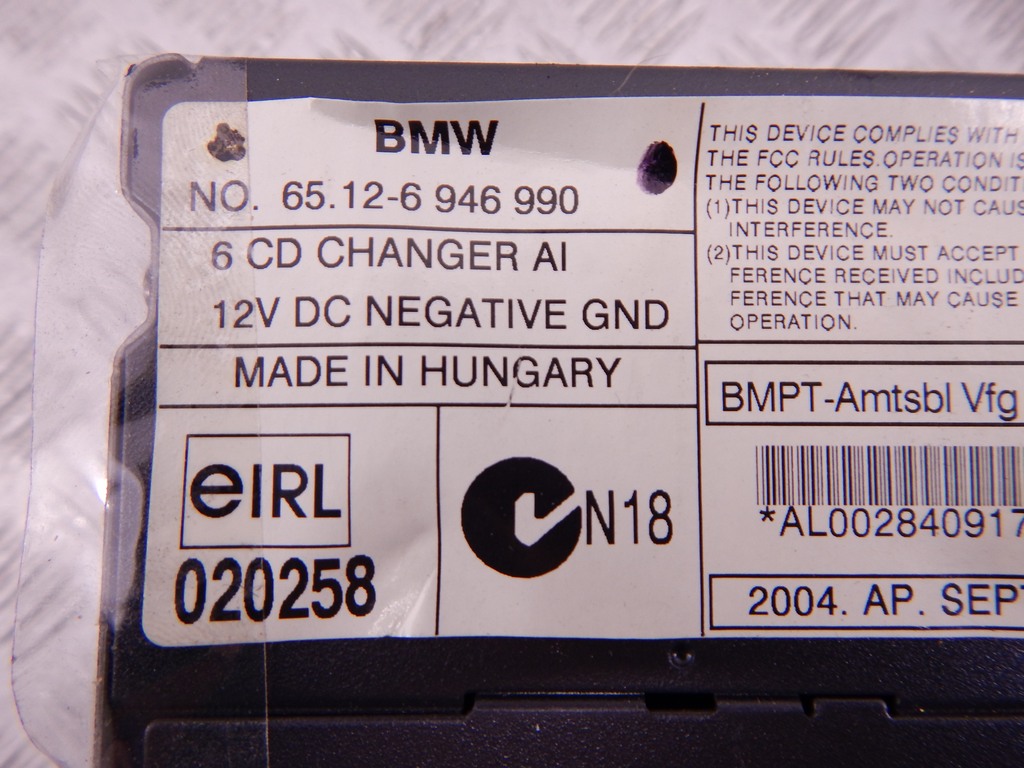 BMW
NO. 65.12-6 946 990
6 CD CHANGER AI
12V DC NEGATIVE GND
MADE IN HUNGARY
eIRL
020258
N18
THIS DEVICE COMPLIES WITH
THE FCC RULES.OPERATION IS
THE FOLLOWING TWO CONDITI
(1)THIS DEVICE MAY NOT CAUS
INTERFERENCE.
(2)THIS DEVICE MUST ACCEPT
FERENCE RECEIVED INCLUD
FERENCE THAT MAY CAUSE
OPERATION.
BMPT-Amtsbl Vfg
*AL002840917
2004. AP. SEPT